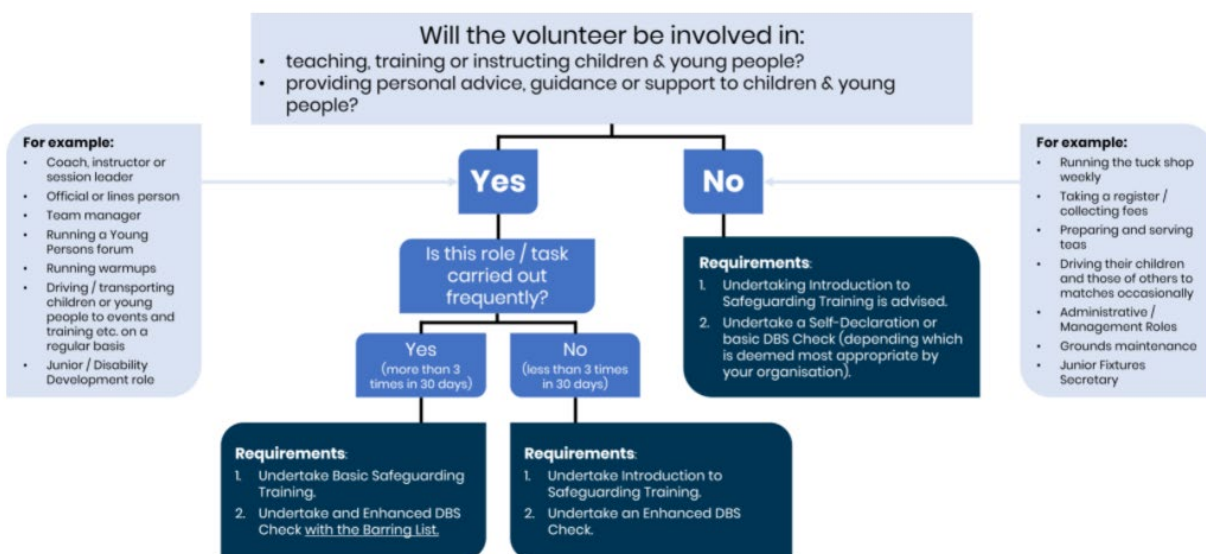 Will the volunteer be involved in:
• teaching, training or instructing children & young people?
• providing personal advice, guidance or support to children & young
people?
For example:
• Coach, instructor or
session leader
• Official or lines person
• Team manager
• Running a Young
Persons forum
• Running warmups
• Driving / transporting
children or young
people to events and
training etc. on a
regular basis
• Junior / Disability
Development role
Yes
No
For example:
• Running the tuck shop
weekly
• Taking a register /
collecting fees
• Preparing and serving
teas
• Driving their children
and those of others to
matches occasionally
• Administrative /
Management Roles
• Grounds maintenance
• Junior Fixtures
Secretary
Is this role / task
carried out
frequently?
Requirements:
1. Undertaking Introduction to
Safeguarding Training is advised.
2. Undertake a Self-Declaration or
basic DBS Check (depending which
is deemed most appropriate by
your organisation).
Yes
(more than 3
times in 30 days)
No
(less than 3 times
in 30 days)
Requirements:
1. Undertake Basic Safeguarding
Training.
2. Undertake and Enhanced DBS
Check with the Barring List.
Requirements:
1. Undertake Introduction to
Safeguarding Training.
2. Undertake an Enhanced DBS
Check.